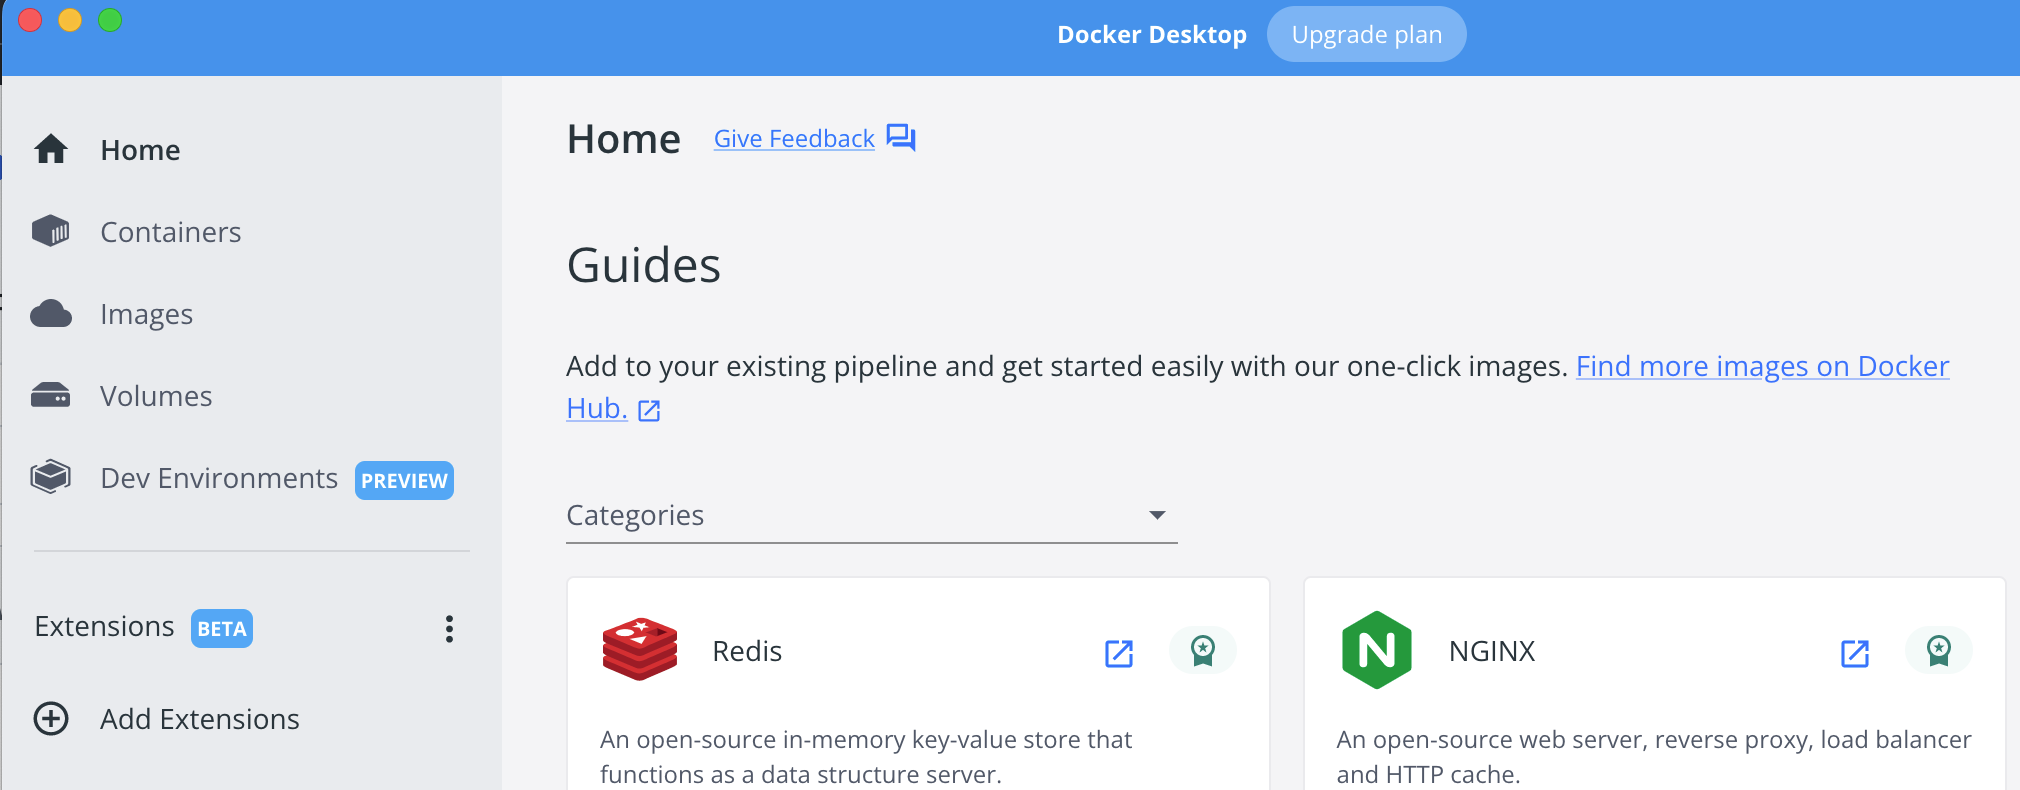 Docker Desktop Upgrade plan
Home
Containers
Images
Volumes
Dev Environments PREVIEW
Extensions BETA
Add Extensions
Home Give Feedback
Guides
Add to your existing pipeline and get started easily with our one-click images. Find more images on Docker
Hub.
Categories
Redis
An open-source in-memory key-value store that
functions as a data structure server.
NGINX
An open-source web server, reverse proxy, load balancer
and HTTP cache.